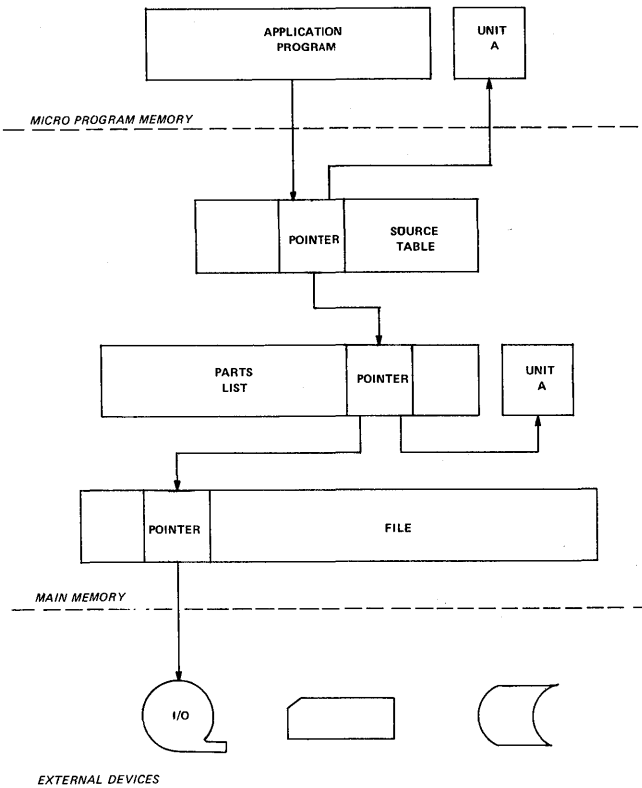 APPLICATION
PROGRAM
UNIT
A
MICRO PROGRAM MEMORY
POINTER
SOURCE
TABLE
PARTS
LIST
POINTER
UNIT
A
POINTER
FILE
MAIN MEMORY
I/O
EXTERNAL DEVICES